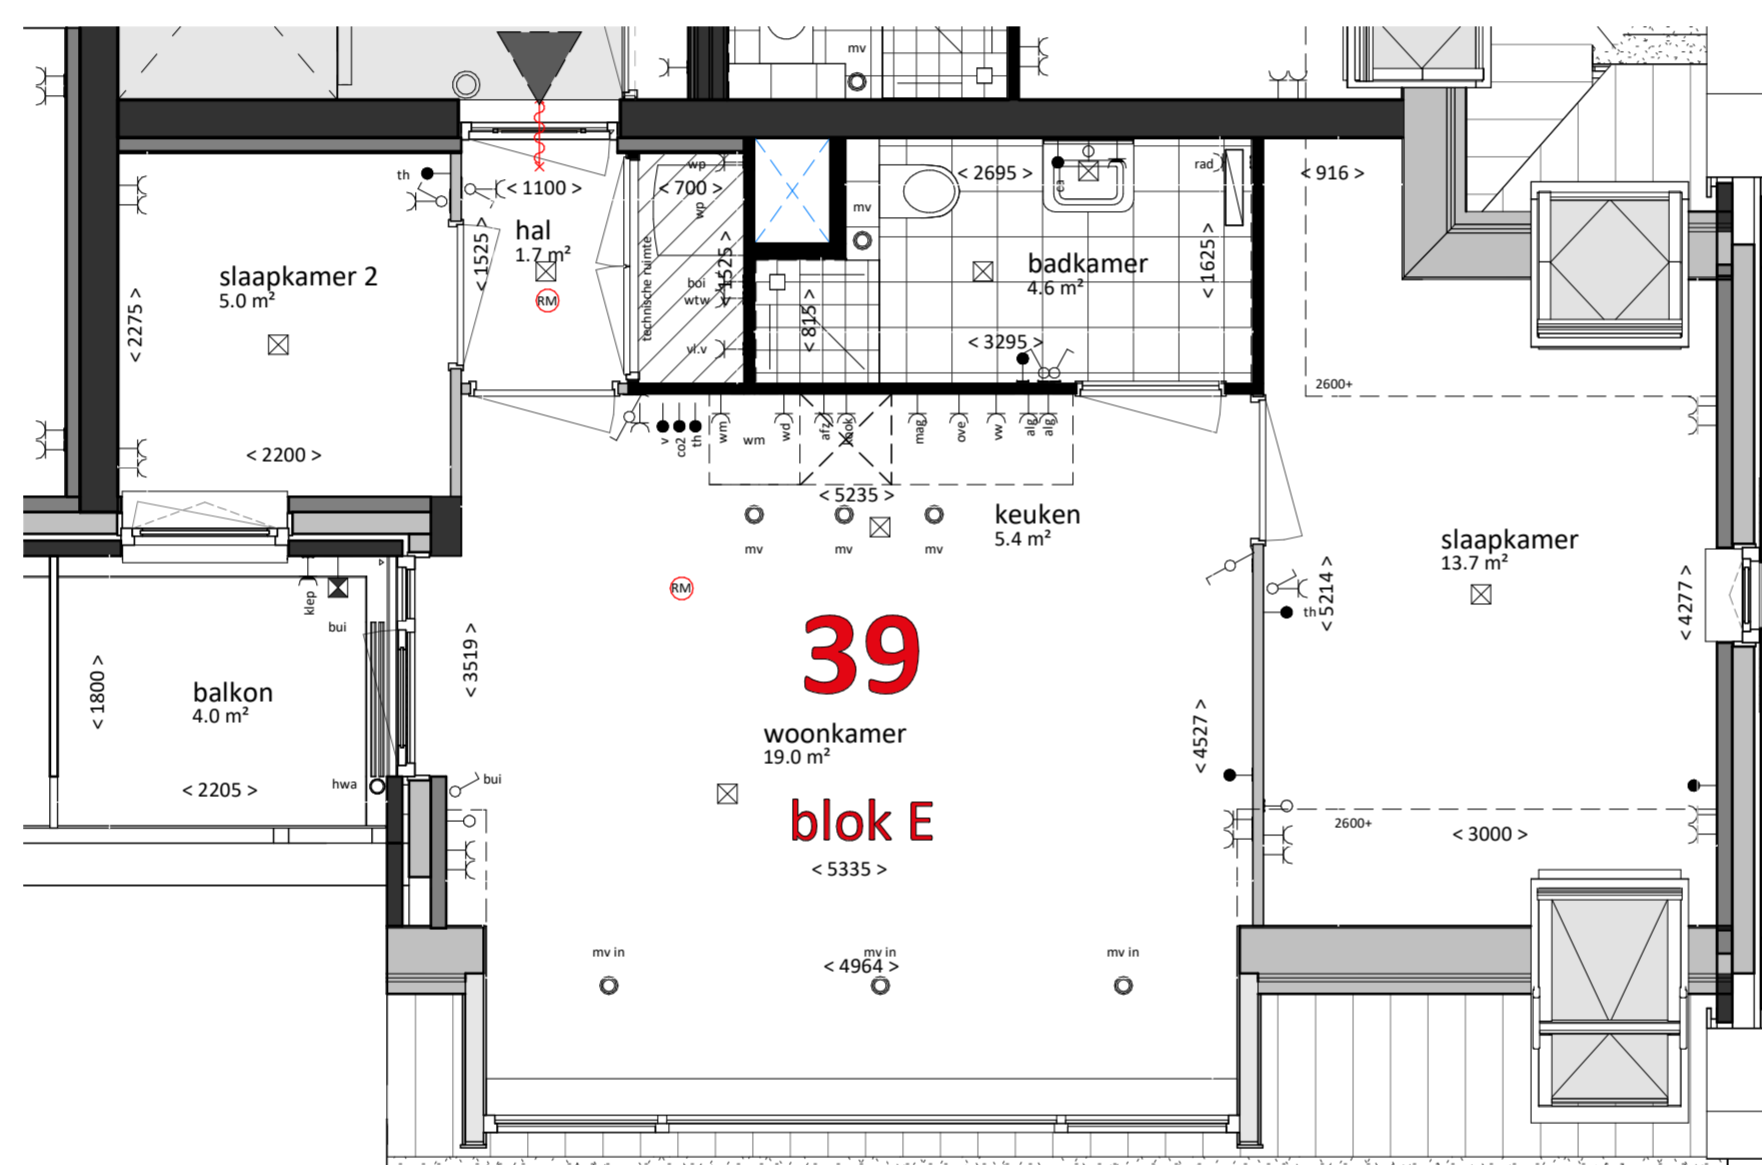 mv
wp
< 2695 >
rad
th
< 1100 >
< 700 >
< 916 >
wp
mv
ca
hal
1.7 m²
< 1525 >
technische ruimte
< 1525 >
< 1625 >
slaapkamer 2
5.0 m²
badkamer
4.6 m²
boi
wtw
RM
< 2275 >
< 815 >
< 3295 >
vl.v
2600+
v
co2
th
wm
wm
wd
afz
kook
mag
ove
vw
alg
alg
< 2200 >
< 5235 >
keuken
5.4 m²
mv
mv
mv
slaapkamer
13.7 m²
RM
klep
bui
th
< 5214 >
< 4277 >
39
< 3519 >
< 1800 >
balkon
4.0 m²
woonkamer
19.0 m²
< 4527 >
< 2205 >
hwa
bui
blok E
2600+
< 3000 >
< 5335 >
mv in
mv in
mv in
< 4964 >